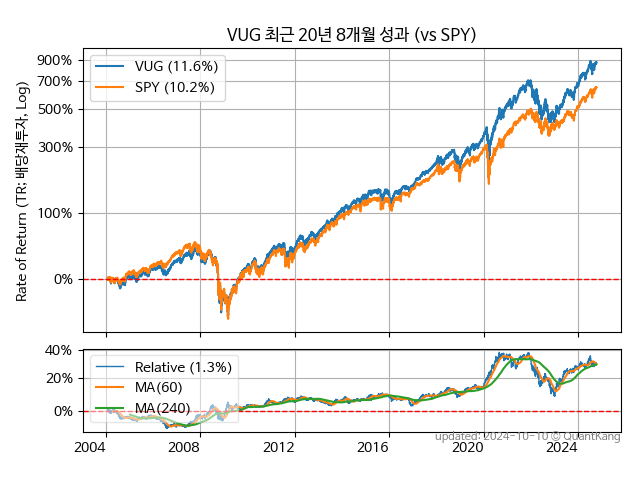 VUG 최근 20년 8개월 성과 (vs SPY)
Rate of Return (TR: 배당재투자, Log)
900%
700%
500%
300%
100%
0%
VUG (11.6%)
SPY (10.2%)
40%
20%
0%
Relative (1.3%)
MA(60)
MA(240)
2004
2008
2012
2016
2020
2024
updated: 2024-10-10 © QuantKang